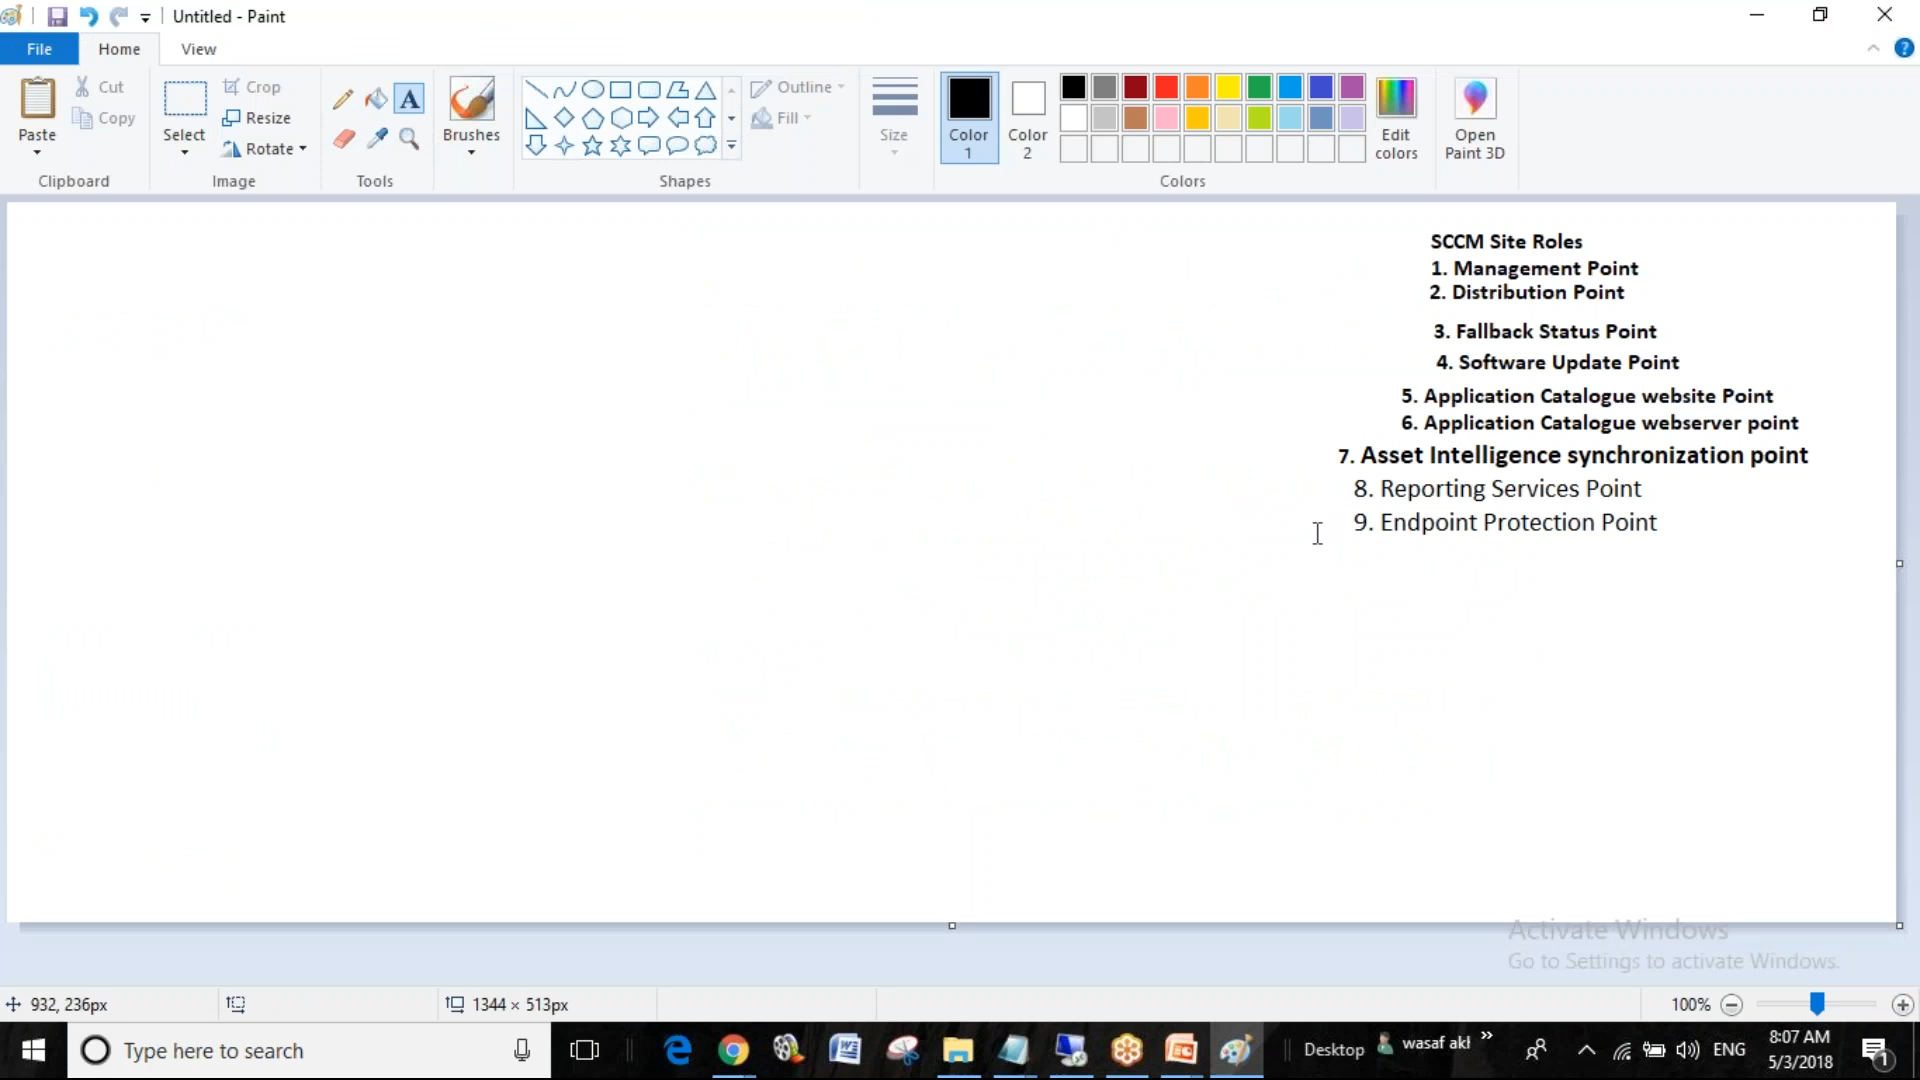 Untitled - Paint
File Home View
Paste
Cut
Copy
Clipboard
Select
Crop
Resize
Rotate
Image
A
Tools
Brushes
Shapes
Outline
Fill
Size
Color 1
Color 2
Colors
Edit colors
Open Paint 3D
SCCM Site Roles
1. Management Point
2. Distribution Point
3. Fallback Status Point
4. Software Update Point
5. Application Catalogue website Point
6. Application Catalogue webserver point
7. Asset Intelligence synchronization point
8. Reporting Services Point
9. Endpoint Protection Point
Activate Windows
Go to Settings to activate Windows.
932, 236px
1344 × 513px
100%
Type here to search
Desktop
wasaf akl
ENG
8:07 AM
5/3/2018
1